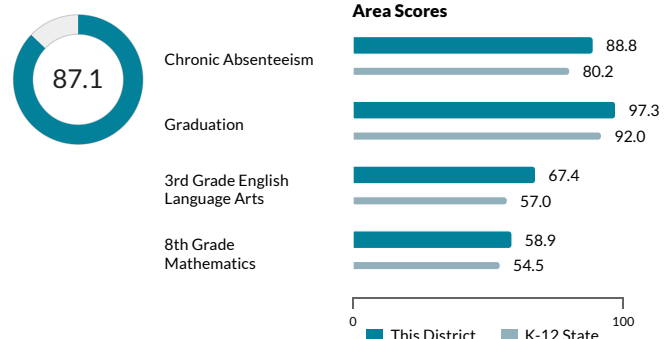 Area Scores
87.1
Chronic Absenteeism
88.8
80.2
Graduation
97.3
92.0
3rd Grade English
Language Arts
67.4
57.0
8th Grade
Mathematics
58.9
54.5
0
100
This District
K-12 State